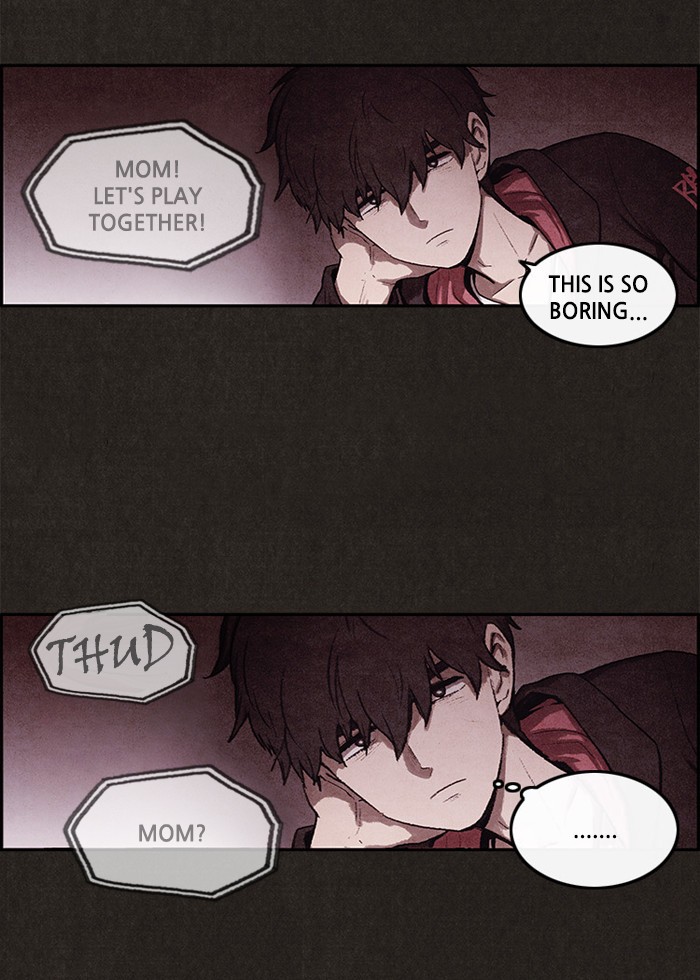 MOM!
LET'S PLAY
TOGETHER!
THIS IS SO
BORING...
THUD
MOM?
.......